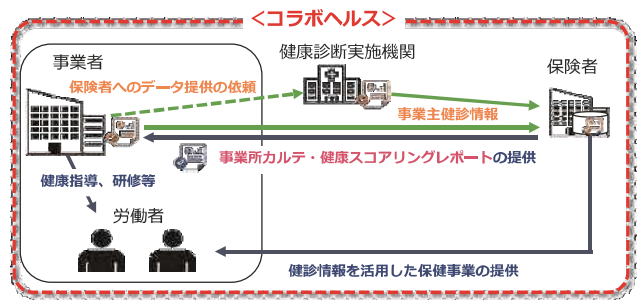 ＜コラボヘルス＞
事業者
健康診断実施機関
保険者
保険者へのデータ提供の依頼
事業主健診情報
事業所カルテ・健康スコアリングレポートの提供
健康指導、研修等
労働者
健診情報を活用した保健事業の提供